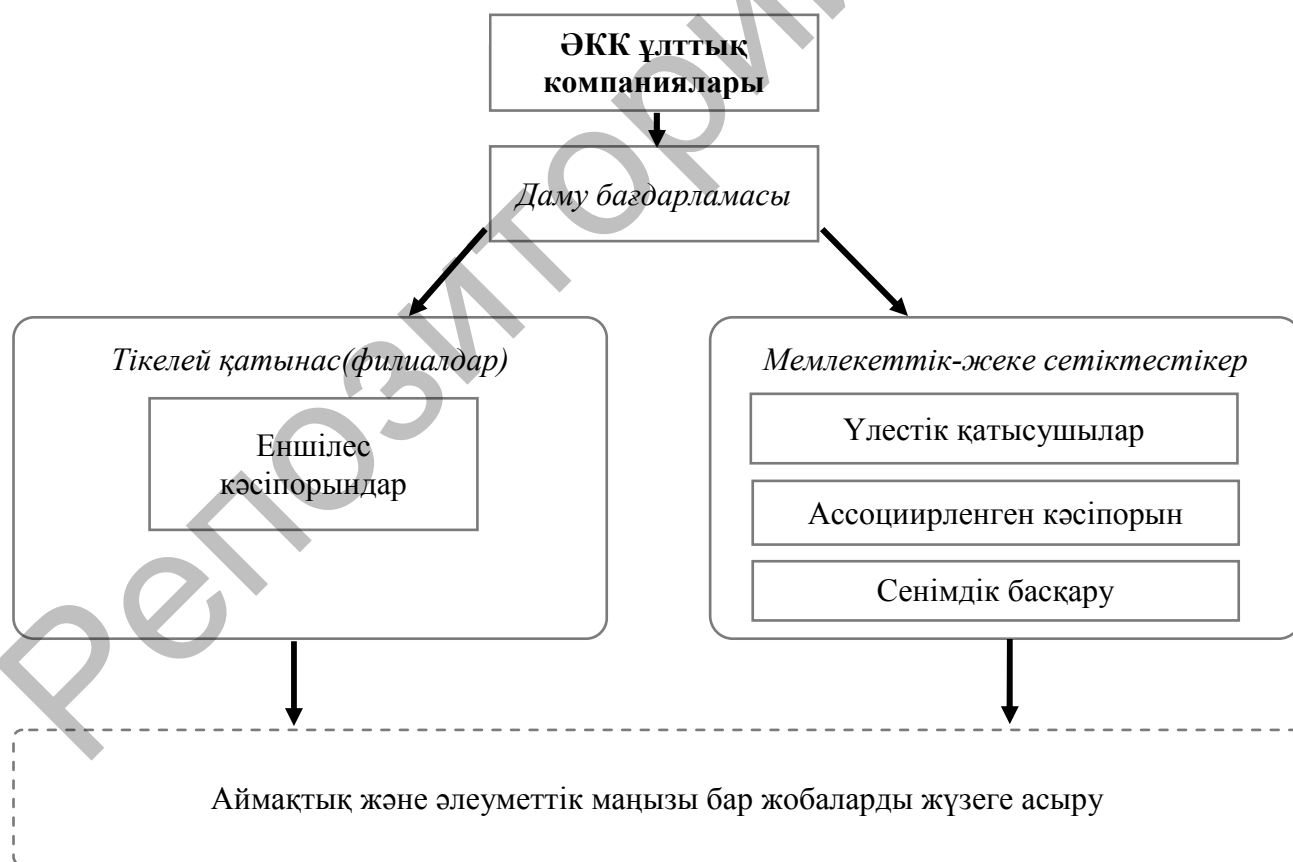 ӘКК ұлттық
компаниялары
Даму бағдарламасы
Тікелей қатынас(филиалдар)
Еншілес
кәсіпорындар
Мемлекеттік-жеке сетіктестікер
Үлестік қатысушылар
Ассоциирленген кәсіпорын
Сенімдік басқару
Аймақтық және әлеуметтік маңызы бар жобаларды жүзеге асыру